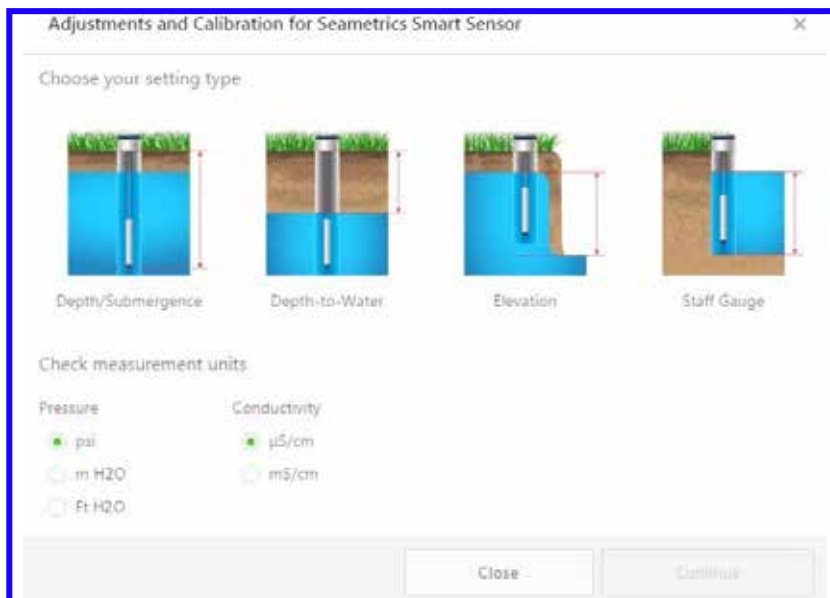 Adjustments and Calibration for Seametrics Smart Sensor
Choose your setting type
Depth/Submergence Depth-to-Water Elevation Staff Gauge
Check measurement units
Pressure Conductivity
psi µS/cm
m H2O mS/cm
Ft H2O
Close Continue